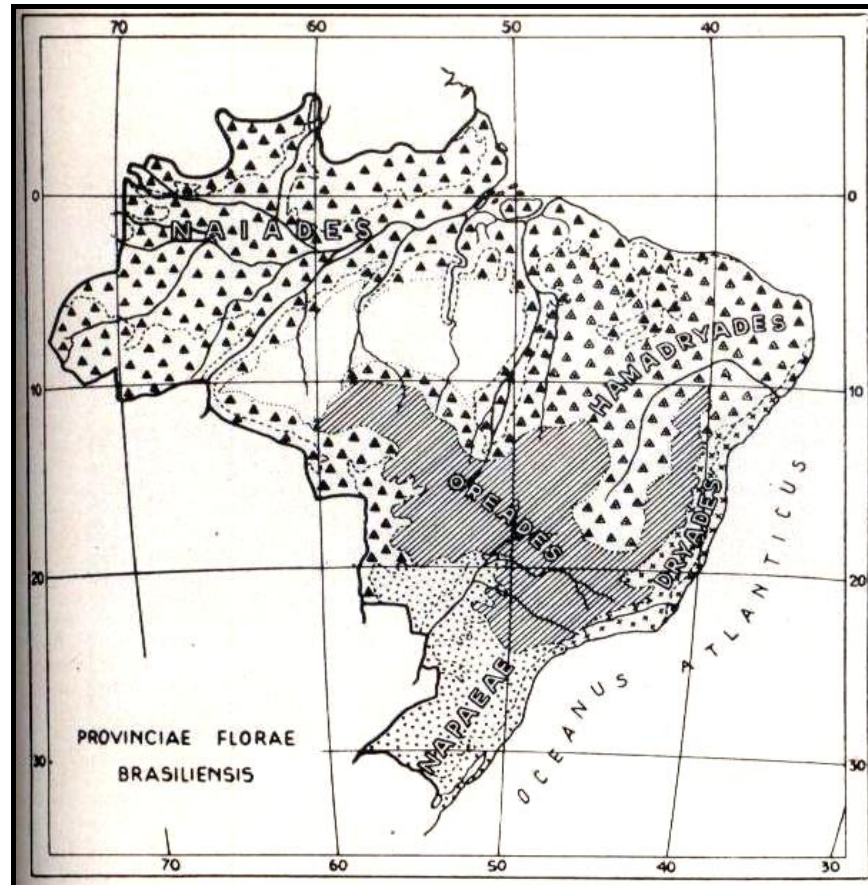 70 60 50 40
0 0
NAIADES
HAMADRYADES
10 10
OREADES
DRYADES
20 20
NAPAEAE
OCEANUS ATLANTICUS
PROVINCIAE FLORAE
BRASILIENSIS
30 30
70 60 50 40 30